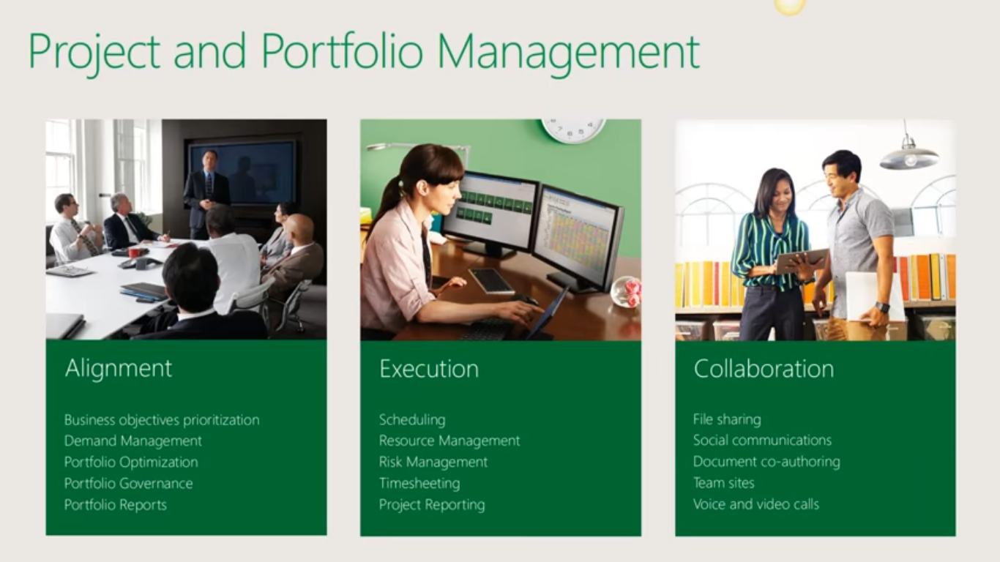 Project and Portfolio Management
Alignment
Business objectives prioritization
Demand Management
Portfolio Optimization
Portfolio Governance
Portfolio Reports
Execution
Scheduling
Resource Management
Risk Management
Timesheeting
Project Reporting
Collaboration
File sharing
Social communications
Document co-authoring
Team sites
Voice and video calls